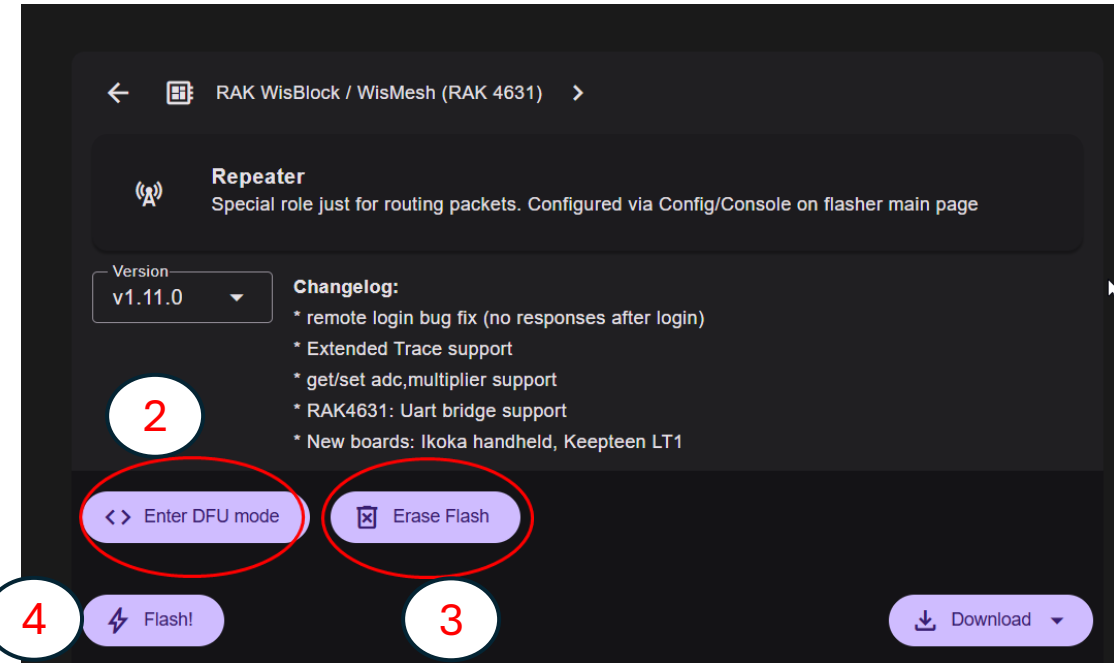 RAK WisBlock / WisMesh (RAK 4631)
Repeater
Special role just for routing packets. Configured via Config/Console on flasher main page
Version
v1.11.0
Changelog:
* remote login bug fix (no responses after login)
* Extended Trace support
* get/set adc,multiplier support
* RAK4631: Uart bridge support
* New boards: Ikoka handheld, Keepteen LT1
2
Enter DFU mode
Erase Flash
4
Flash!
3
Download